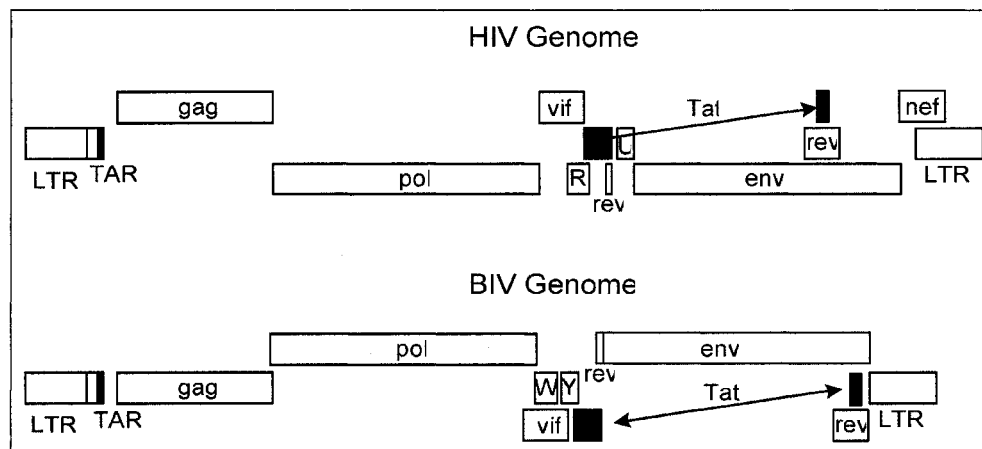 HIV Genome
gag
vif
Tat
nef
U
rev
LTR
TAR
LTR
pol
R
env
rev
BIV Genome
pol
env
rev
gag
W
Y
Tat
LTR
TAR
vif
rev
LTR